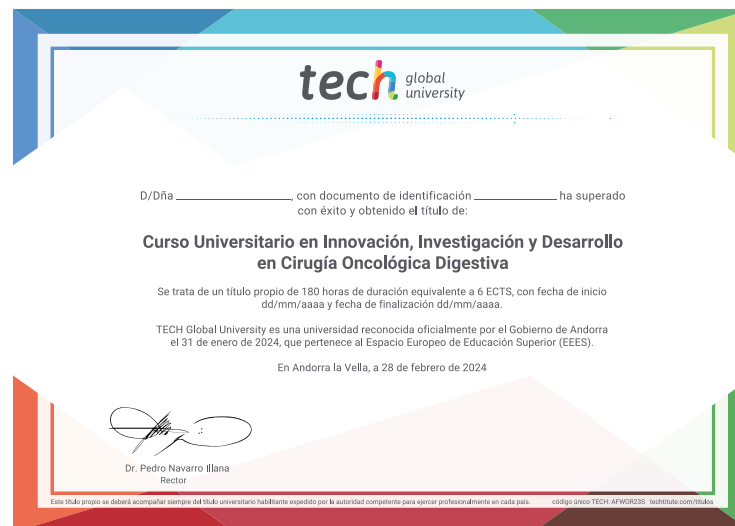 tech global university
D/Dña ____________, con documento de identificación ____________ ha superado
con éxito y obtenido el título de:
Curso Universitario en Innovación, Investigación y Desarrollo
en Cirugía Oncológica Digestiva
Se trata de un título propio de 180 horas de duración equivalente a 6 ECTS, con fecha de inicio
dd/mm/aaaa y fecha de finalización dd/mm/aaaa.
TECH Global University es una universidad reconocida oficialmente por el Gobierno de Andorra
el 31 de enero de 2024, que pertenece al Espacio Europeo de Educación Superior (EEES).
En Andorra la Vella, a 28 de febrero de 2024
Dr. Pedro Navarro Illana
Rector
Este título propio se deberá acompañar siempre del título universitario habilitante expedido por la autoridad competente para ejercer profesionalmente en cada país. código único TECH: AFWOR23S techtitute.com/titulos